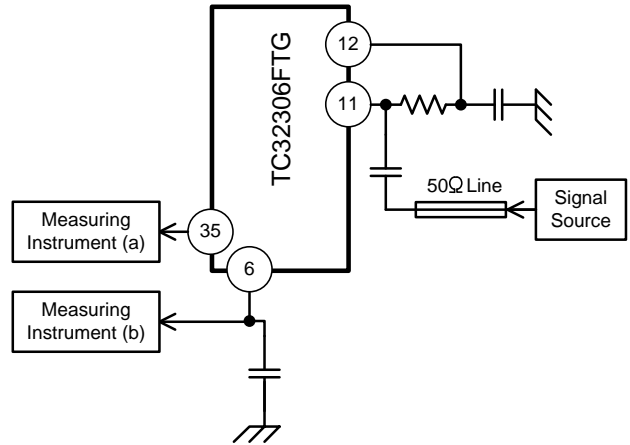 12
11
TC32306FTG
50Ω Line
Signal
Source
Measuring
Instrument (a)
35
6
Measuring
Instrument (b)